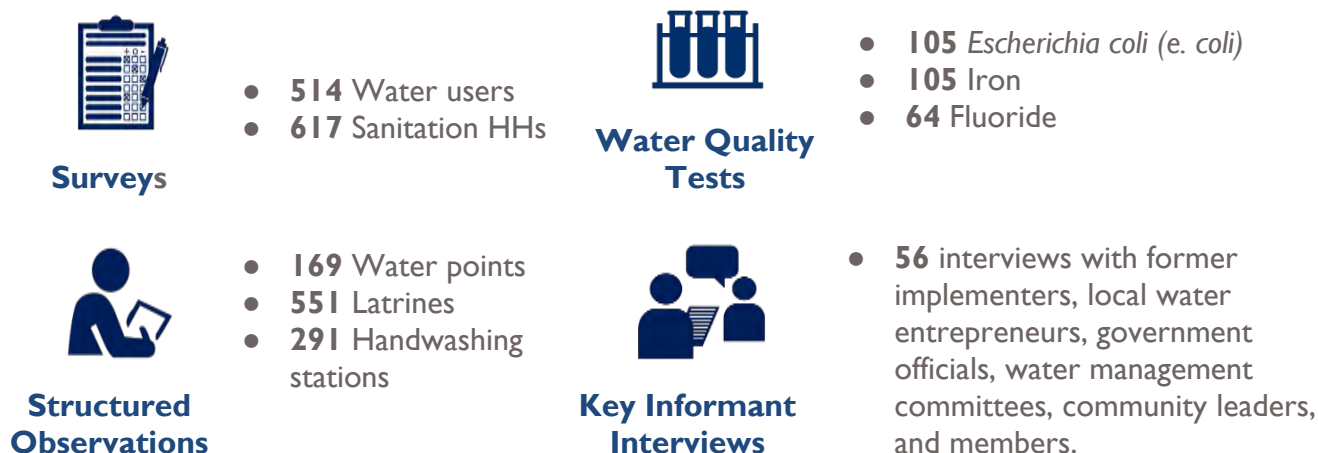 ● 514 Water users
● 617 Sanitation HHs
Surveys
● 105 Escherichia coli (e. coli)
● 105 Iron
● 64 Fluoride
Water Quality
Tests
● 169 Water points
● 551 Latrines
● 291 Handwashing
stations
Structured
Observations
● 56 interviews with former
implementers, local water
entrepreneurs, government
officials, water management
committees, community leaders,
and members.
Key Informant
Interviews